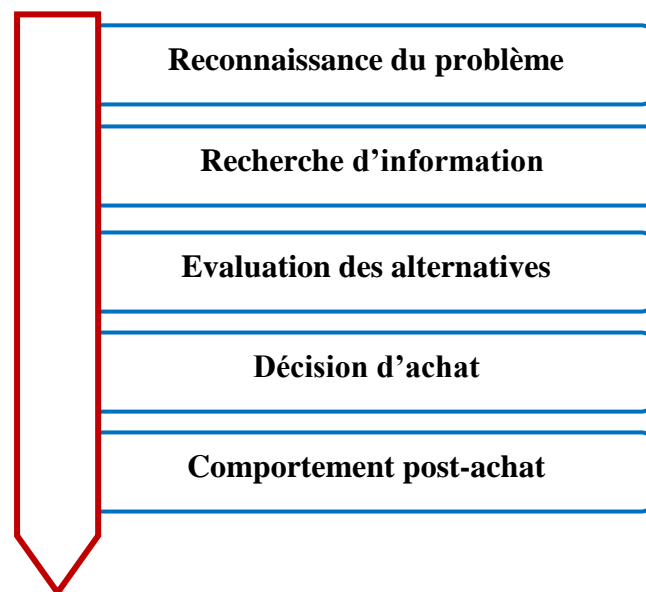 Reconnaissance du problème
Recherche d’information
Evaluation des alternatives
Décision d’achat
Comportement post-achat